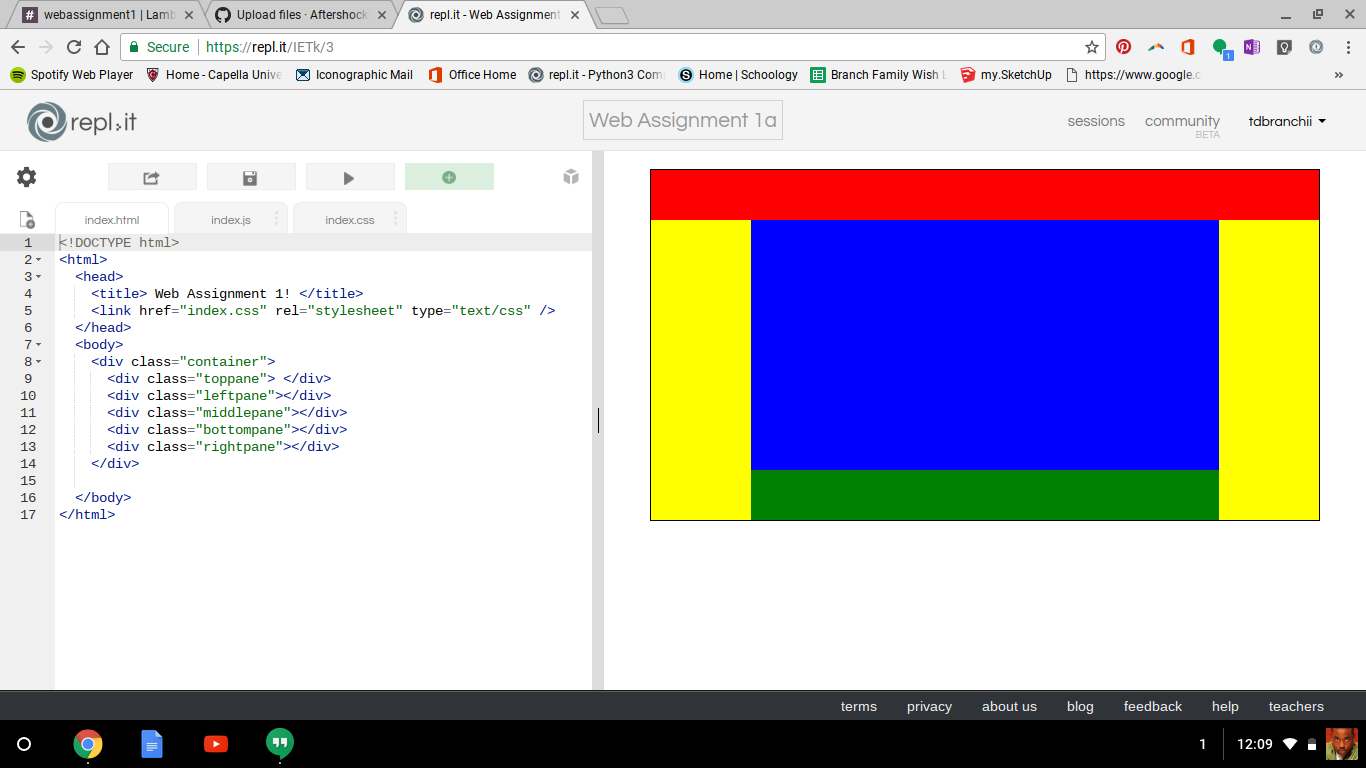 webassignment1 | Lamb
Upload files · Aftershock
repl.it - Web Assignment
Secure https://repl.it/IETk/3
1
Spotify Web Player Home - Capella Unive Iconographic Mail Office Home repl.it - Python3 Com Home | Schoology Branch Family Wish L my.SketchUp https://www.google.c »
repl.it Web Assignment 1a sessions community tdbranchii
BETA
index.html index.js index.css
1 <!DOCTYPE html>
2 <html>
3 <head>
4 <title> Web Assignment 1! </title>
5 <link href="index.css" rel="stylesheet" type="text/css" />
6 </head>
7 <body>
8 <div class="container">
9 <div class="toppane"> </div>
10 <div class="leftpane"></div>
11 <div class="middlepane"></div>
12 <div class="bottompane"></div>
13 <div class="rightpane"></div>
14 </div>
15
16 </body>
17 </html>
terms privacy about us blog feedback help teachers
1 12:09